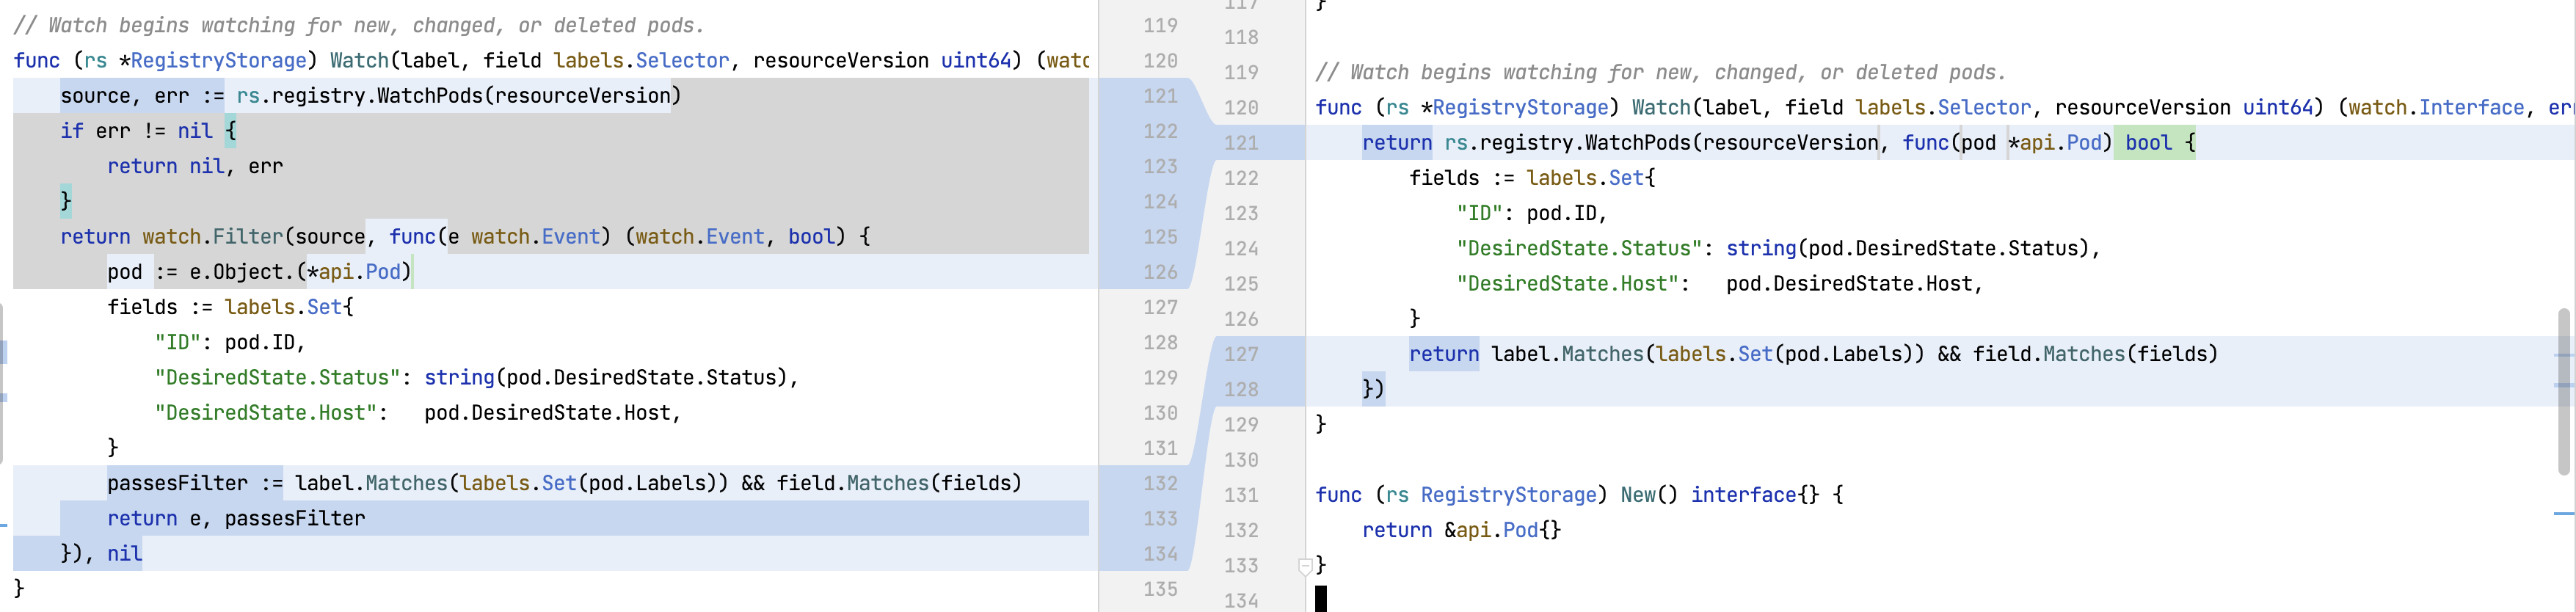 // Watch begins watching for new, changed, or deleted pods.
func (rs *RegistryStorage) Watch(label, field labels.Selector, resourceVersion uint64) (watc
    source, err := rs.registry.WatchPods(resourceVersion)
    if err != nil {
        return nil, err
    }
    return watch.Filter(source, func(e watch.Event) (watch.Event, bool) {
        pod := e.Object.(*api.Pod)
        fields := labels.Set{
            "ID": pod.ID,
            "DesiredState.Status": string(pod.DesiredState.Status),
            "DesiredState.Host":   pod.DesiredState.Host,
        }
        passesFilter := label.Matches(labels.Set(pod.Labels)) && field.Matches(fields)
        return e, passesFilter
    }), nil
}
119
120
121
122
123
124
125
126
127
128
129
130
131
132
133
134
135
117 }
118
119 // Watch begins watching for new, changed, or deleted pods.
120 func (rs *RegistryStorage) Watch(label, field labels.Selector, resourceVersion uint64) (watch.Interface, err
121     return rs.registry.WatchPods(resourceVersion, func(pod *api.Pod) bool {
122         fields := labels.Set{
123             "ID": pod.ID,
124             "DesiredState.Status": string(pod.DesiredState.Status),
125             "DesiredState.Host":   pod.DesiredState.Host,
126         }
127         return label.Matches(labels.Set(pod.Labels)) && field.Matches(fields)
128     })
129 }
130
131 func (rs RegistryStorage) New() interface{} {
132     return &api.Pod{}
133 }
134